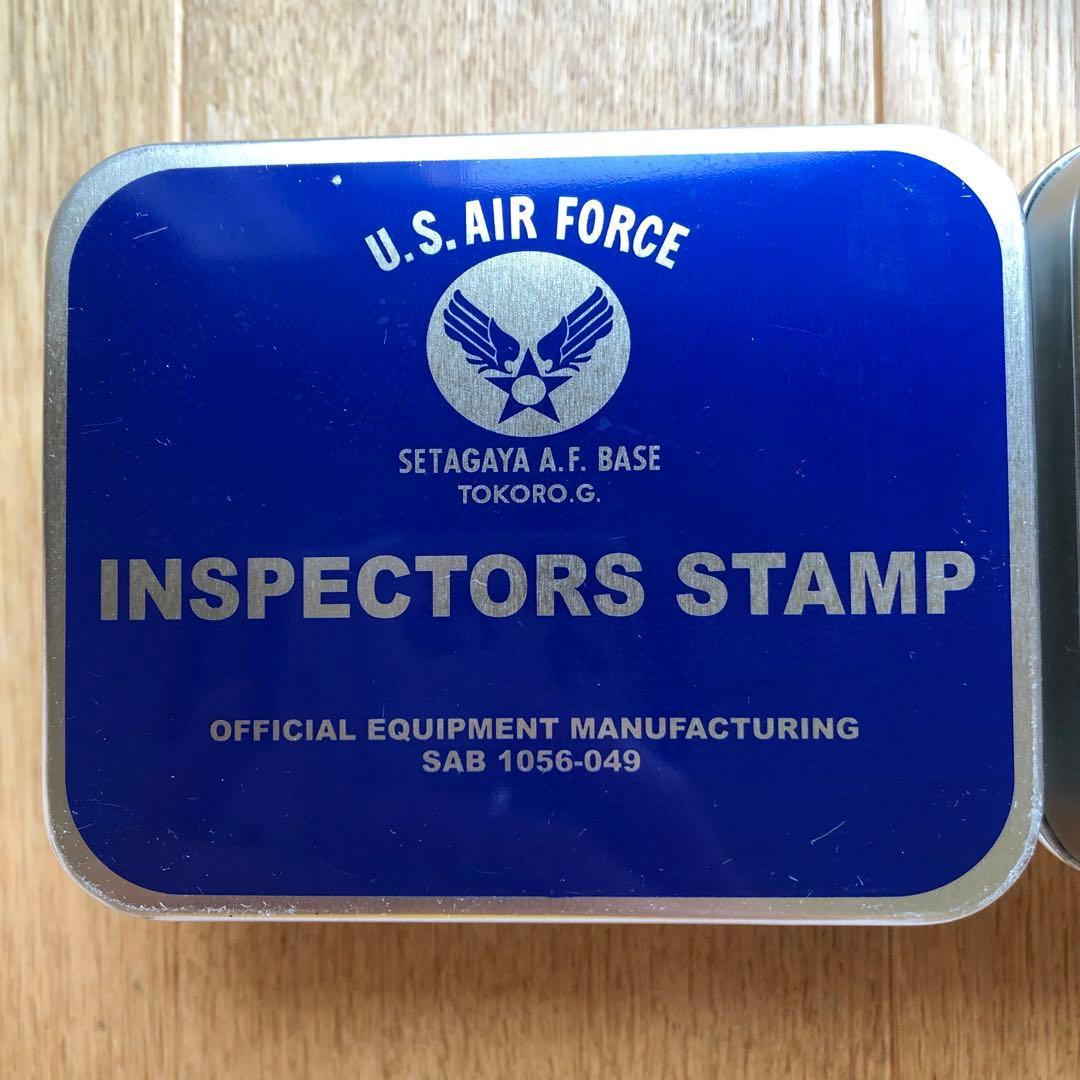 U.S. AIR FORCE
SETAGAYA A.F. BASE
TOKORO.G.
INSPECTORS STAMP
OFFICIAL EQUIPMENT MANUFACTURING
SAB 1056-049